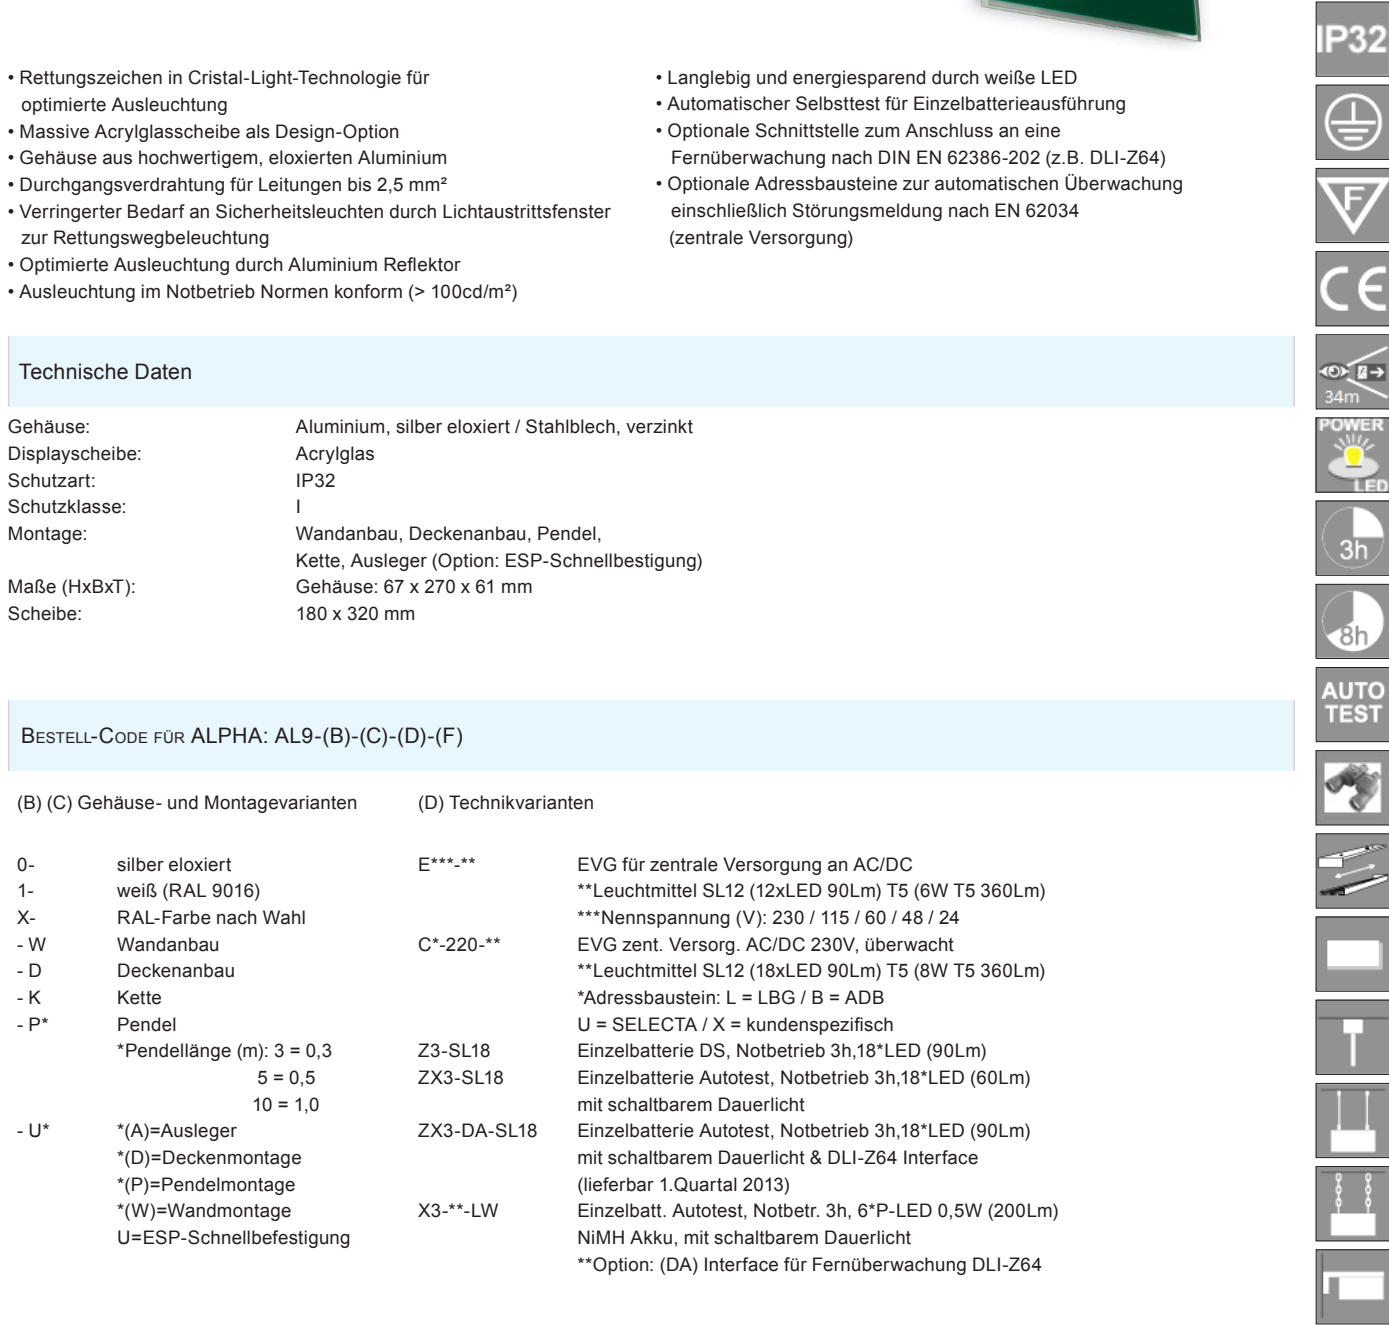 • Rettungszeichen in Cristal-Light-Technologie für
optimierte Ausleuchtung
• Massive Acrylglasscheibe als Design-Option
• Gehäuse aus hochwertigem, eloxierten Aluminium
• Durchgangsverdrahtung für Leitungen bis 2,5 mm²
• Verringerter Bedarf an Sicherheitsleuchten durch Lichtaustrittsfenster
zur Rettungswegbeleuchtung
• Optimierte Ausleuchtung durch Aluminium Reflektor
• Ausleuchtung im Notbetrieb Normen konform (> 100cd/m²)
• Langlebig und energiesparend durch weiße LED
• Automatischer Selbsttest für Einzelbatterieausführung
• Optionale Schnittstelle zum Anschluss an eine
Fernüberwachung nach DIN EN 62386-202 (z.B. DLI-Z64)
• Optionale Adressbausteine zur automatischen Überwachung
einschließlich Störungsmeldung nach EN 62034
(zentrale Versorgung)
Technische Daten
Gehäuse: Aluminium, silber eloxiert / Stahlblech, verzinkt
Displayscheibe: Acrylglas
Schutzart: IP32
Schutzklasse: I
Montage: Wandanbau, Deckenanbau, Pendel,
Kette, Ausleger (Option: ESP-Schnellbestigung)
Maße (HxBxT): Gehäuse: 67 x 270 x 61 mm
Scheibe: 180 x 320 mm
Bestell-Code für ALPHA: AL9-(B)-(C)-(D)-(F)
(B) (C) Gehäuse- und Montagevarianten (D) Technikvarianten
0- silber eloxiert E***-** EVG für zentrale Versorgung an AC/DC
1- weiß (RAL 9016) **Leuchtmittel SL12 (12xLED 90Lm) T5 (6W T5 360Lm)
X- RAL-Farbe nach Wahl ***Nennspannung (V): 230 / 115 / 60 / 48 / 24
- W Wandanbau C*-220-** EVG zent. Versorg. AC/DC 230V, überwacht
- D Deckenanbau **Leuchtmittel SL12 (18xLED 90Lm) T5 (8W T5 360Lm)
- K Kette *Adressbaustein: L = LBG / B = ADB
- P* Pendel U = SELECTA / X = kundenspezifisch
*Pendellänge (m): 3 = 0,3 Z3-SL18 Einzelbatterie DS, Notbetrieb 3h,18*LED (90Lm)
5 = 0,5 ZX3-SL18 Einzelbatterie Autotest, Notbetrieb 3h,18*LED (60Lm)
10 = 1,0 mit schaltbarem Dauerlicht
- U* *(A)=Ausleger ZX3-DA-SL18 Einzelbatterie Autotest, Notbetrieb 3h,18*LED (90Lm)
*(D)=Deckenmontage mit schaltbarem Dauerlicht & DLI-Z64 Interface
*(P)=Pendelmontage (lieferbar 1.Quartal 2013)
*(W)=Wandmontage X3-**-LW Einzelbatt. Autotest, Notbetr. 3h, 6*P-LED 0,5W (200Lm)
U=ESP-Schnellbefestigung NiMH Akku, mit schaltbarem Dauerlicht
**Option: (DA) Interface für Fernüberwachung DLI-Z64
IP32
F
CE
34m
POWER
LED
3h
8h
AUTO
TEST